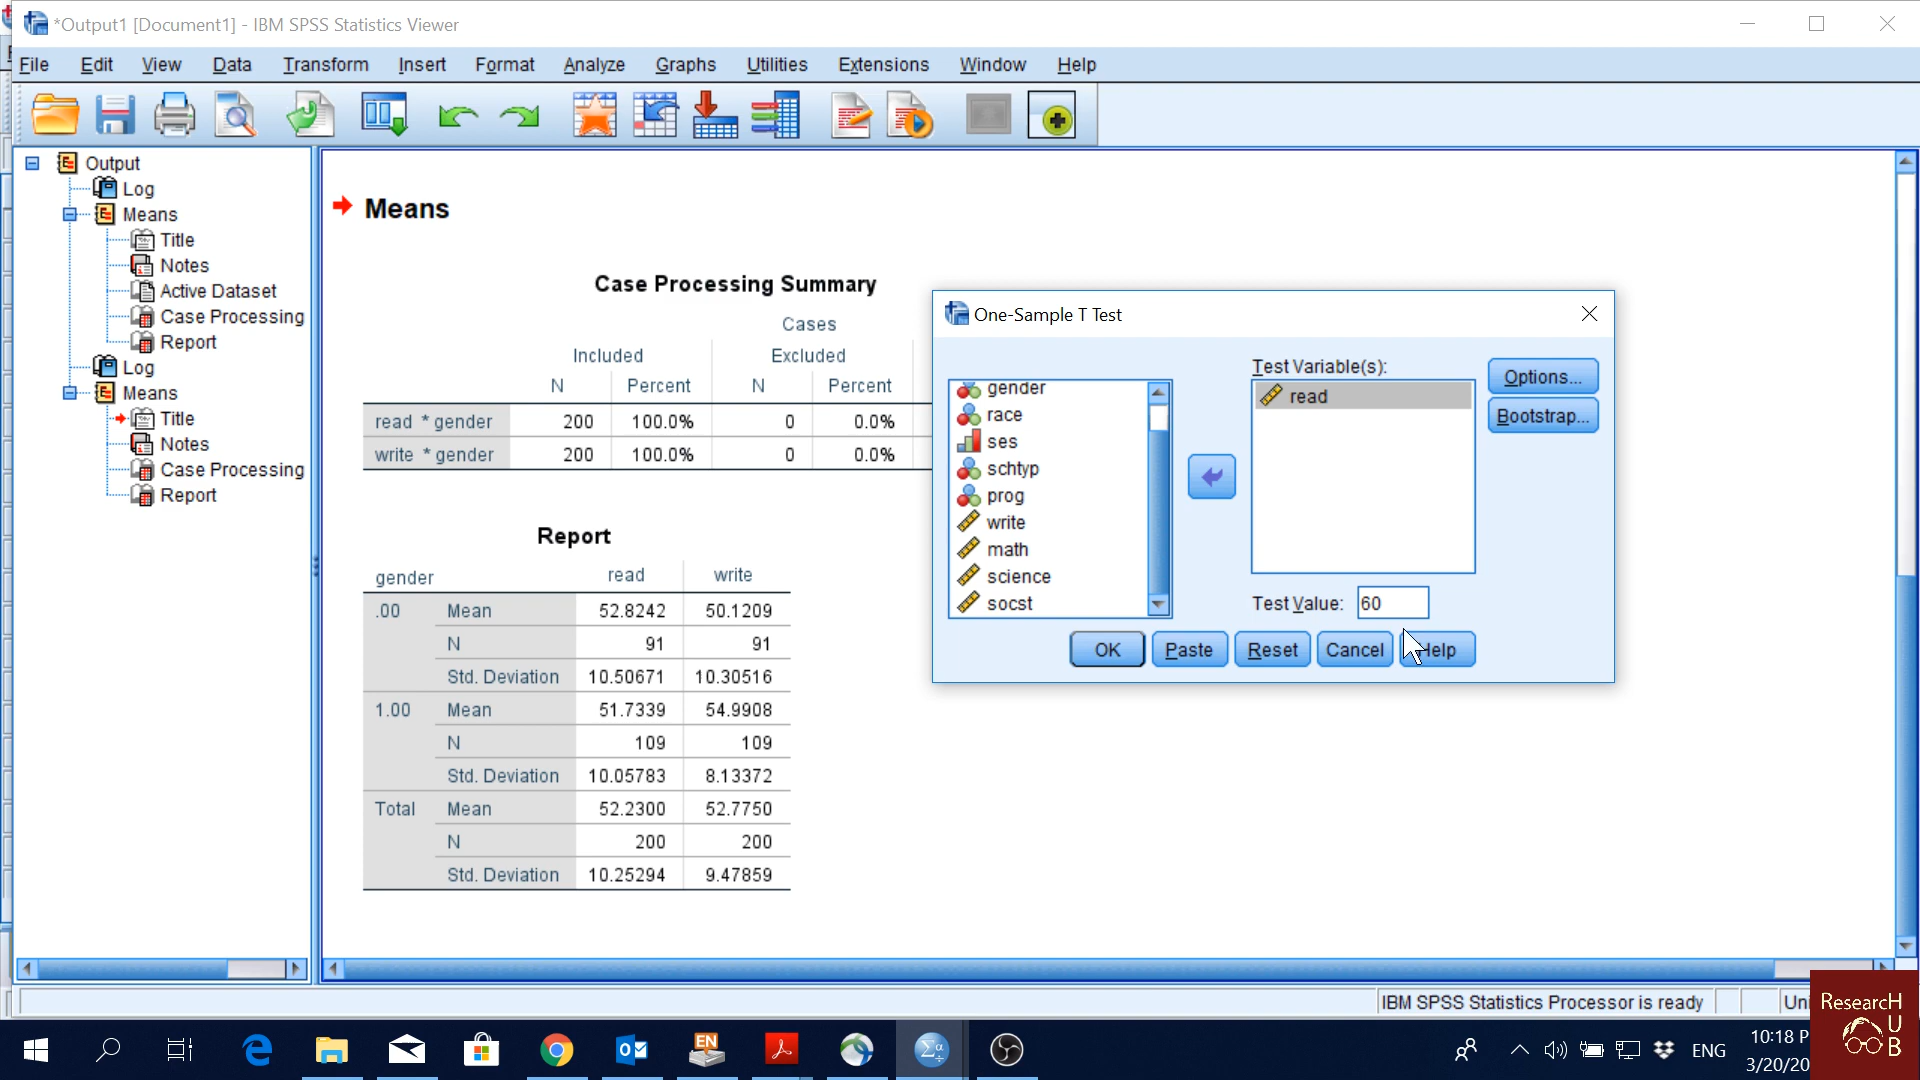 *Output1 [Document1] - IBM SPSS Statistics Viewer
File Edit View Data Transform Insert Format Analyze Graphs Utilities Extensions Window Help
Output
Log
Means
Title
Notes
Active Dataset
Case Processing
Report
Log
Means
Title
Notes
Case Processing
Report
Means
Case Processing Summary
Cases
Included Excluded
N Percent N Percent
read * gender 200 100.0% 0 0.0%
write * gender 200 100.0% 0 0.0%
Report
gender read write
.00 Mean 52.8242 50.1209
N 91 91
Std. Deviation 10.50671 10.30516
1.00 Mean 51.7339 54.9908
N 109 109
Std. Deviation 10.05783 8.13372
Total Mean 52.2300 52.7750
N 200 200
Std. Deviation 10.25294 9.47859
One-Sample T Test
gender
race
ses
schtyp
prog
write
math
science
socst
Test Variable(s):
read
Options...
Bootstrap...
Test Value: 60
OK Paste Reset Cancel Help
IBM SPSS Statistics Processor is ready
Uni
EN
ENG
10:18 P
3/20/20
ResearcH
U
B